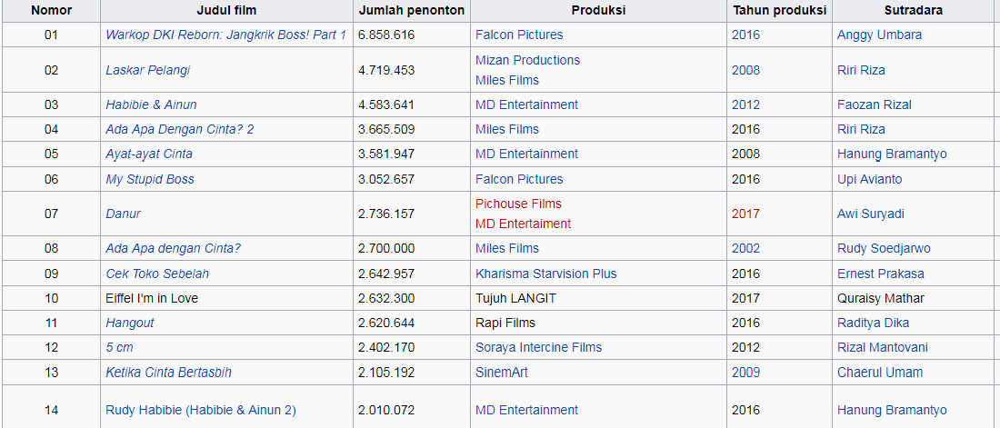 Nomor Judul film Jumlah penonton Produksi Tahun produksi Sutradara
01 Warkop DKI Reborn: Jangkrik Boss! Part 1 6.858.616 Falcon Pictures 2016 Anggy Umbara
02 Laskar Pelangi 4.719.453 Mizan Productions 2008 Riri Riza
Miles Films
03 Habibie & Ainun 4.583.641 MD Entertainment 2012 Faozan Rizal
04 Ada Apa Dengan Cinta? 2 3.665.509 Miles Films 2016 Riri Riza
05 Ayat-ayat Cinta 3.581.947 MD Entertainment 2008 Hanung Bramantyo
06 My Stupid Boss 3.052.657 Falcon Pictures 2016 Upi Avianto
07 Danur 2.736.157 Pichouse Films 2017 Awi Suryadi
MD Entertaiment
08 Ada Apa dengan Cinta? 2.700.000 Miles Films 2002 Rudy Soedjarwo
09 Cek Toko Sebelah 2.642.957 Kharisma Starvision Plus 2016 Ernest Prakasa
10 Eiffel I'm in Love 2.632.300 Tujuh LANGIT 2017 Quraisy Mathar
11 Hangout 2.620.644 Rapi Films 2016 Raditya Dika
12 5 cm 2.402.170 Soraya Intercine Films 2012 Rizal Mantovani
13 Ketika Cinta Bertasbih 2.105.192 SinemArt 2009 Chaerul Umam
14 Rudy Habibie (Habibie & Ainun 2) 2.010.072 MD Entertainment 2016 Hanung Bramantyo